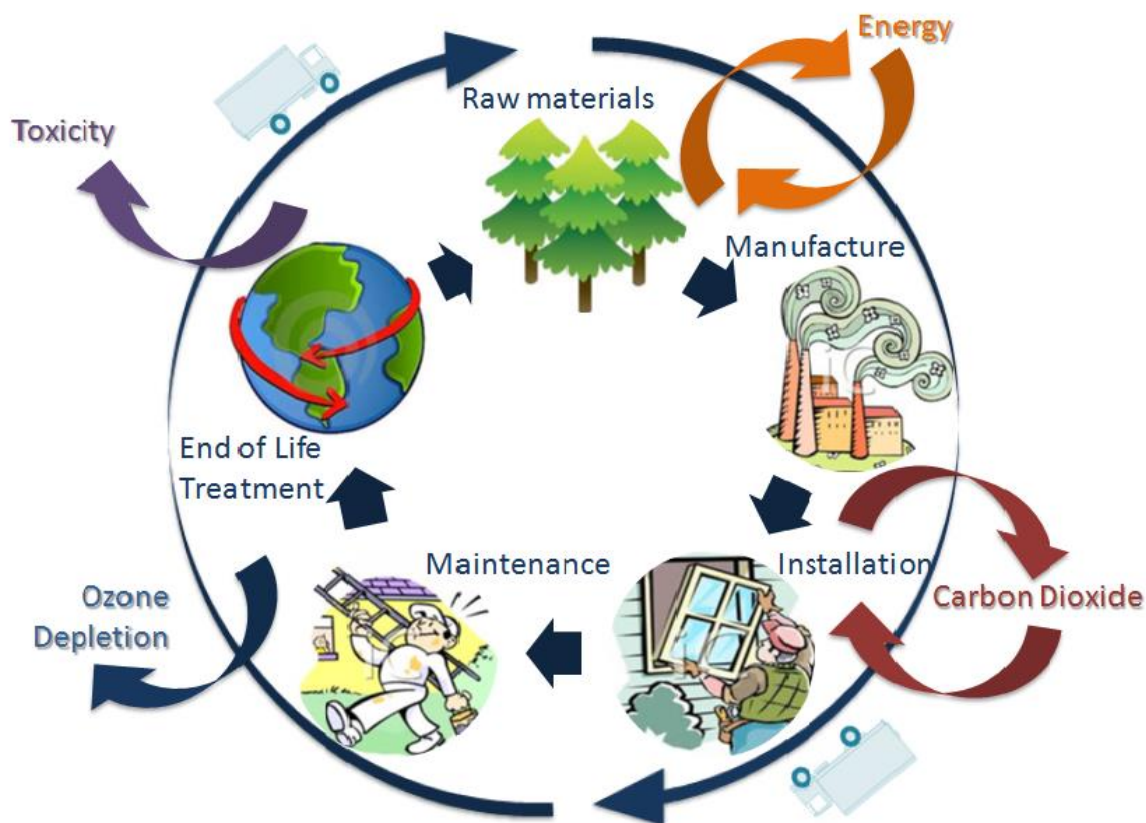 Energy
Raw materials
Toxicity
Manufacture
End of Life
Treatment
Maintenance
Installation
Ozone
Depletion
Carbon Dioxide